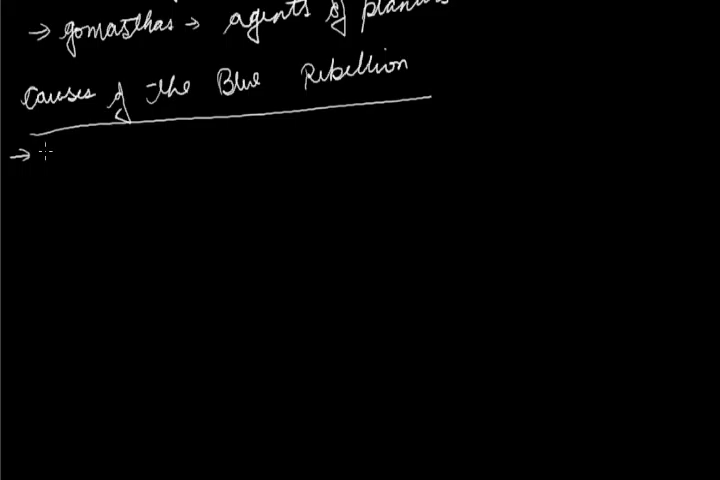 → gomasthas → agents of planters
Causes of the Blue Rebellion
→